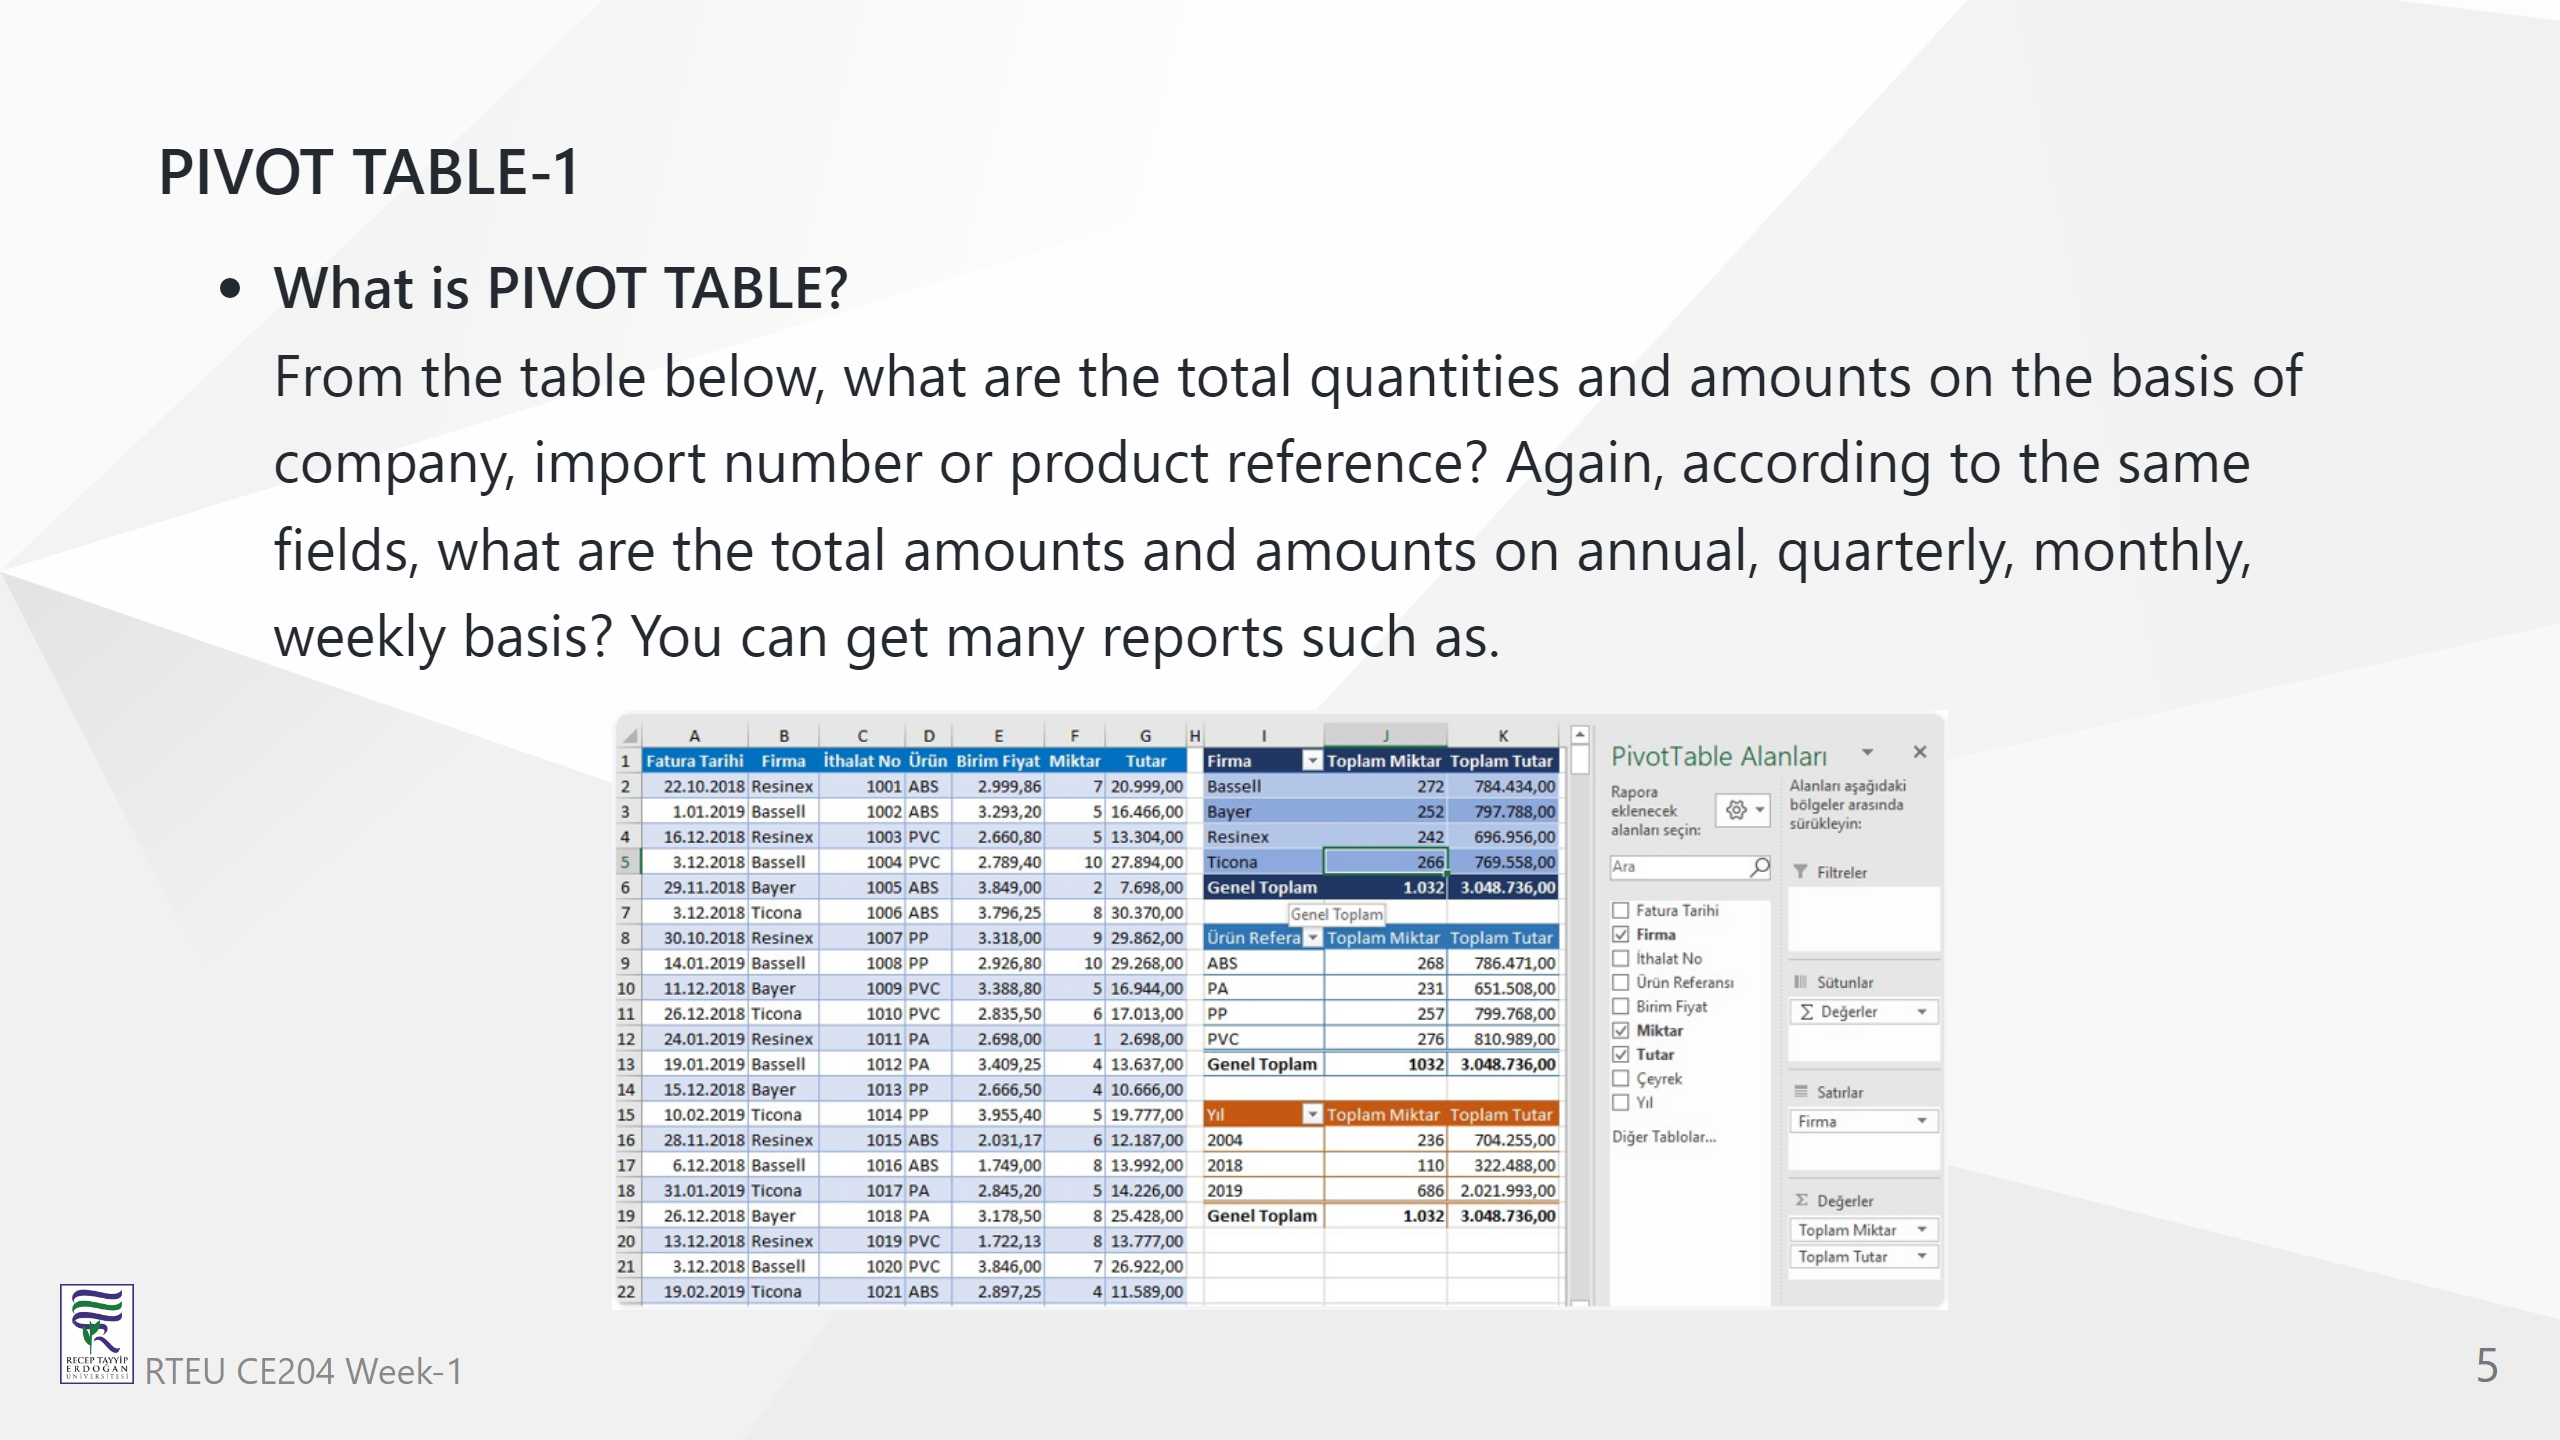 PIVOT TABLE-1
• What is PIVOT TABLE?
From the table below, what are the total quantities and amounts on the basis of
company, import number or product reference? Again, according to the same
fields, what are the total amounts and amounts on annual, quarterly, monthly,
weekly basis? You can get many reports such as.
A B C D E F G H I J K
1 Fatura Tarihi Firma İthalat No Ürün Birim Fiyat Miktar Tutar Firma Toplam Miktar Toplam Tutar
2 22.10.2018 Resinex 1001 ABS 2.999,86 7 20.999,00 Bassell 272 784.434,00
3 1.01.2019 Bassell 1002 ABS 3.293,20 5 16.466,00 Bayer 252 797.788,00
4 16.12.2018 Resinex 1003 PVC 2.660,80 5 13.304,00 Resinex 242 696.956,00
5 3.12.2018 Bassell 1004 PVC 2.789,40 10 27.894,00 Ticona 266 769.558,00
6 29.11.2018 Bayer 1005 ABS 3.849,00 2 7.698,00 Genel Toplam 1.032 3.048.736,00
7 3.12.2018 Ticona 1006 ABS 3.796,25 8 30.370,00 Genel Toplam
8 30.10.2018 Resinex 1007 PP 3.318,00 9 29.862,00 Ürün Refera Toplam Miktar Toplam Tutar
9 14.01.2019 Bassell 1008 PP 2.926,80 10 29.268,00 ABS 268 786.471,00
10 11.12.2018 Bayer 1009 PVC 3.388,80 5 16.944,00 PA 231 651.508,00
11 26.12.2018 Ticona 1010 PVC 2.835,50 6 17.013,00 PP 257 799.768,00
12 24.01.2019 Resinex 1011 PA 2.698,00 1 2.698,00 PVC 276 810.989,00
13 19.01.2019 Bassell 1012 PA 3.409,25 4 13.637,00 Genel Toplam 1032 3.048.736,00
14 15.12.2018 Bayer 1013 PP 2.666,50 4 10.666,00
15 10.02.2019 Ticona 1014 PP 3.955,40 5 19.777,00 Yıl Toplam Miktar Toplam Tutar
16 28.11.2018 Resinex 1015 ABS 2.031,17 6 12.187,00 2004 236 704.255,00
17 6.12.2018 Bassell 1016 ABS 1.749,00 8 13.992,00 2018 110 322.488,00
18 31.01.2019 Ticona 1017 PA 2.845,20 5 14.226,00 2019 686 2.021.993,00
19 26.12.2018 Bayer 1018 PA 3.178,50 8 25.428,00 Genel Toplam 1.032 3.048.736,00
20 13.12.2018 Resinex 1019 PVC 1.722,13 8 13.777,00
21 3.12.2018 Bassell 1020 PVC 3.846,00 7 26.922,00
22 19.02.2019 Ticona 1021 ABS 2.897,25 4 11.589,00
PivotTable Alanları
Rapora
eklenecek
alanları seçin:
Ara
Fatura Tarihi
Firma
İthalat No
Ürün Referansı
Birim Fiyat
Miktar
Tutar
Çeyrek
Yıl
Diğer Tablolar...
Alanları aşağıdaki
bölgeler arasında
sürükleyin:
Filtreler
Sütunlar
Σ Değerler
Satırlar
Firma
Σ Değerler
Toplam Miktar
Toplam Tutar
RECEP TAYYİP
ERDOĞAN
ÜNİVERSİTESİ
RTEU CE204 Week-1
5